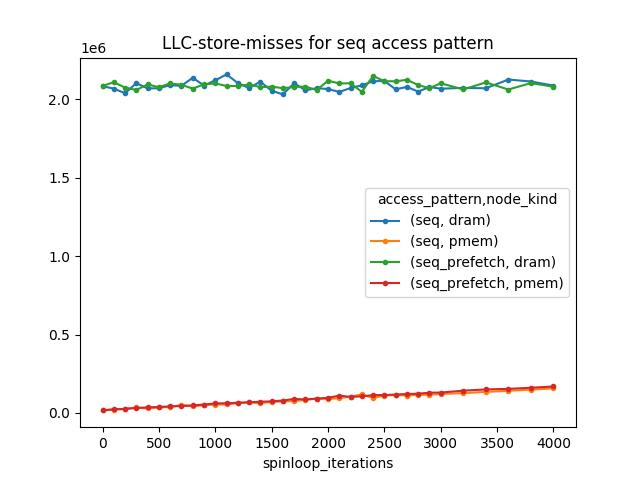 LLC-store-misses for seq access pattern
1e6
2.0
1.5
1.0
0.5
0.0
access_pattern,node_kind
(seq, dram)
(seq, pmem)
(seq_prefetch, dram)
(seq_prefetch, pmem)
0 500 1000 1500 2000 2500 3000 3500 4000
spinloop_iterations